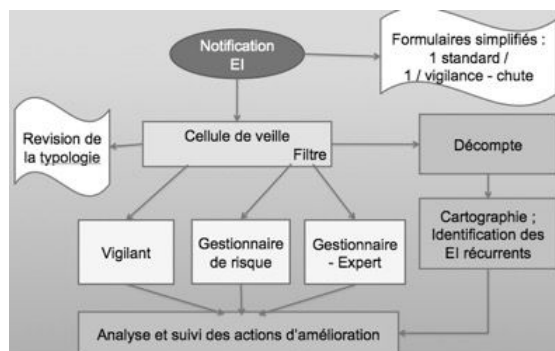 Notification
EI
Formulaires simplifiés :
1 standard /
1 / vigilance - chute
Revision de
la typologie
Cellule de veille
Filtre
Décompte
Vigilant
Gestionnaire
de risque
Gestionnaire
- Expert
Cartographie ;
Identification des
EI récurrents
Analyse et suivi des actions d'amélioration